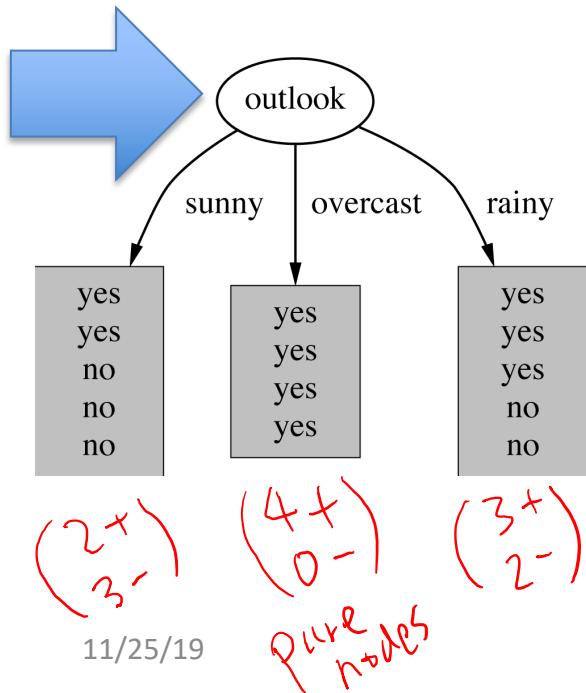 outlook
sunny
overcast
rainy
yes
yes
no
no
no
yes
yes
yes
yes
yes
yes
yes
no
no
(2+
3-)
(4+
0-)
(3+
2-)
pure
nodes
11/25/19